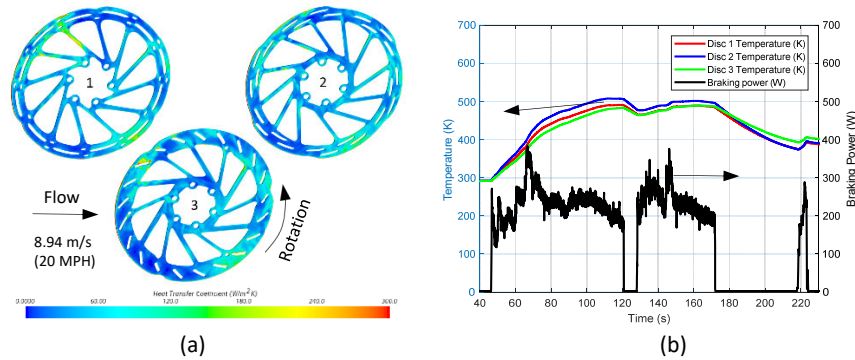 (a)
1
2
3
Flow
8.94 m/s
(20 MPH)
Rotation
Heat Transfer Coefficient (W/m^2 K)
0.0000 60.00 120.0 180.0 240.0 300.0
(a)
(b)
700 700
600 600
500 500
400 400
300 300
200 200
100 100
0 0
Temperature (K)
Braking Power (W)
Disc 1 Temperature (K)
Disc 2 Temperature (K)
Disc 3 Temperature (K)
Braking power (W)
40 60 80 100 120 140 160 180 200 220
Time (s)
(b)